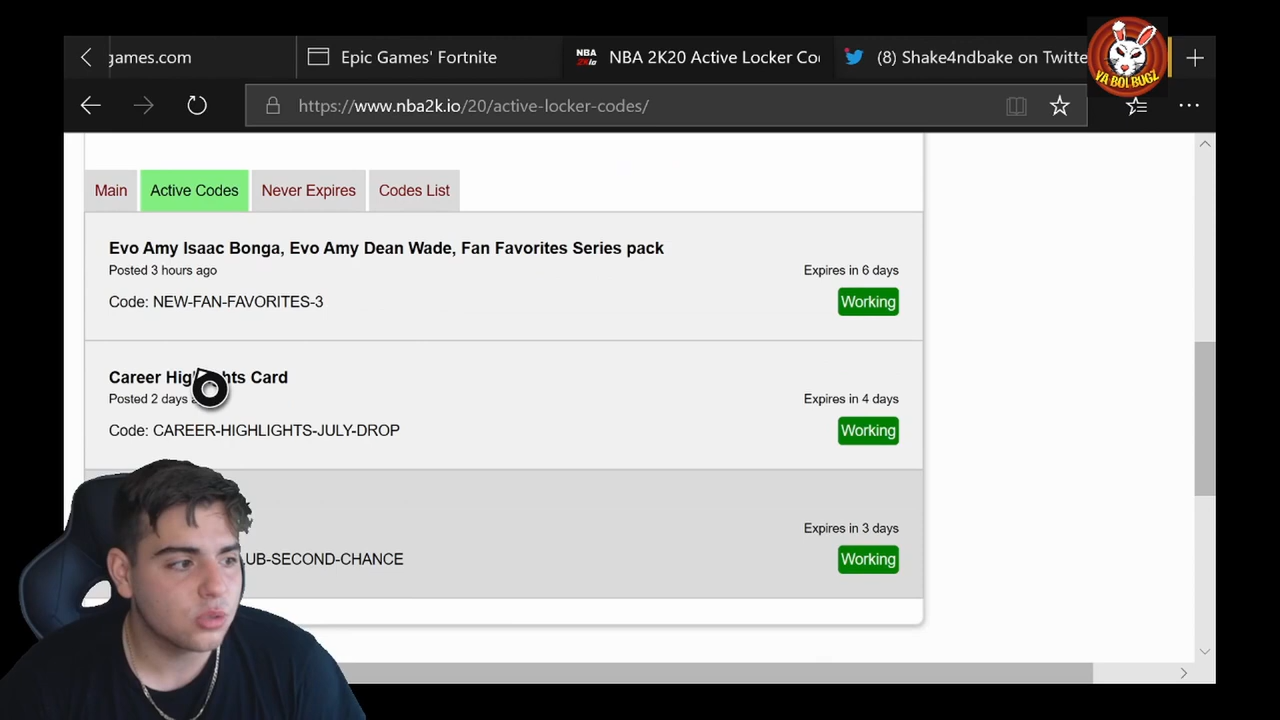 games.com
Epic Games' Fortnite
NBA 2K20 Active Locker Co
(8) Shake4ndbake on Twitte
YA BOI BUGZ
https://www.nba2k.io/20/active-locker-codes/
Main
Active Codes
Never Expires
Codes List
Evo Amy Isaac Bonga, Evo Amy Dean Wade, Fan Favorites Series pack
Posted 3 hours ago
Expires in 6 days
Code: NEW-FAN-FAVORITES-3
Working
Career Highlights Card
Posted 2 days
Expires in 4 days
Code: CAREER-HIGHLIGHTS-JULY-DROP
Working
Expires in 3 days
UB-SECOND-CHANCE
Working